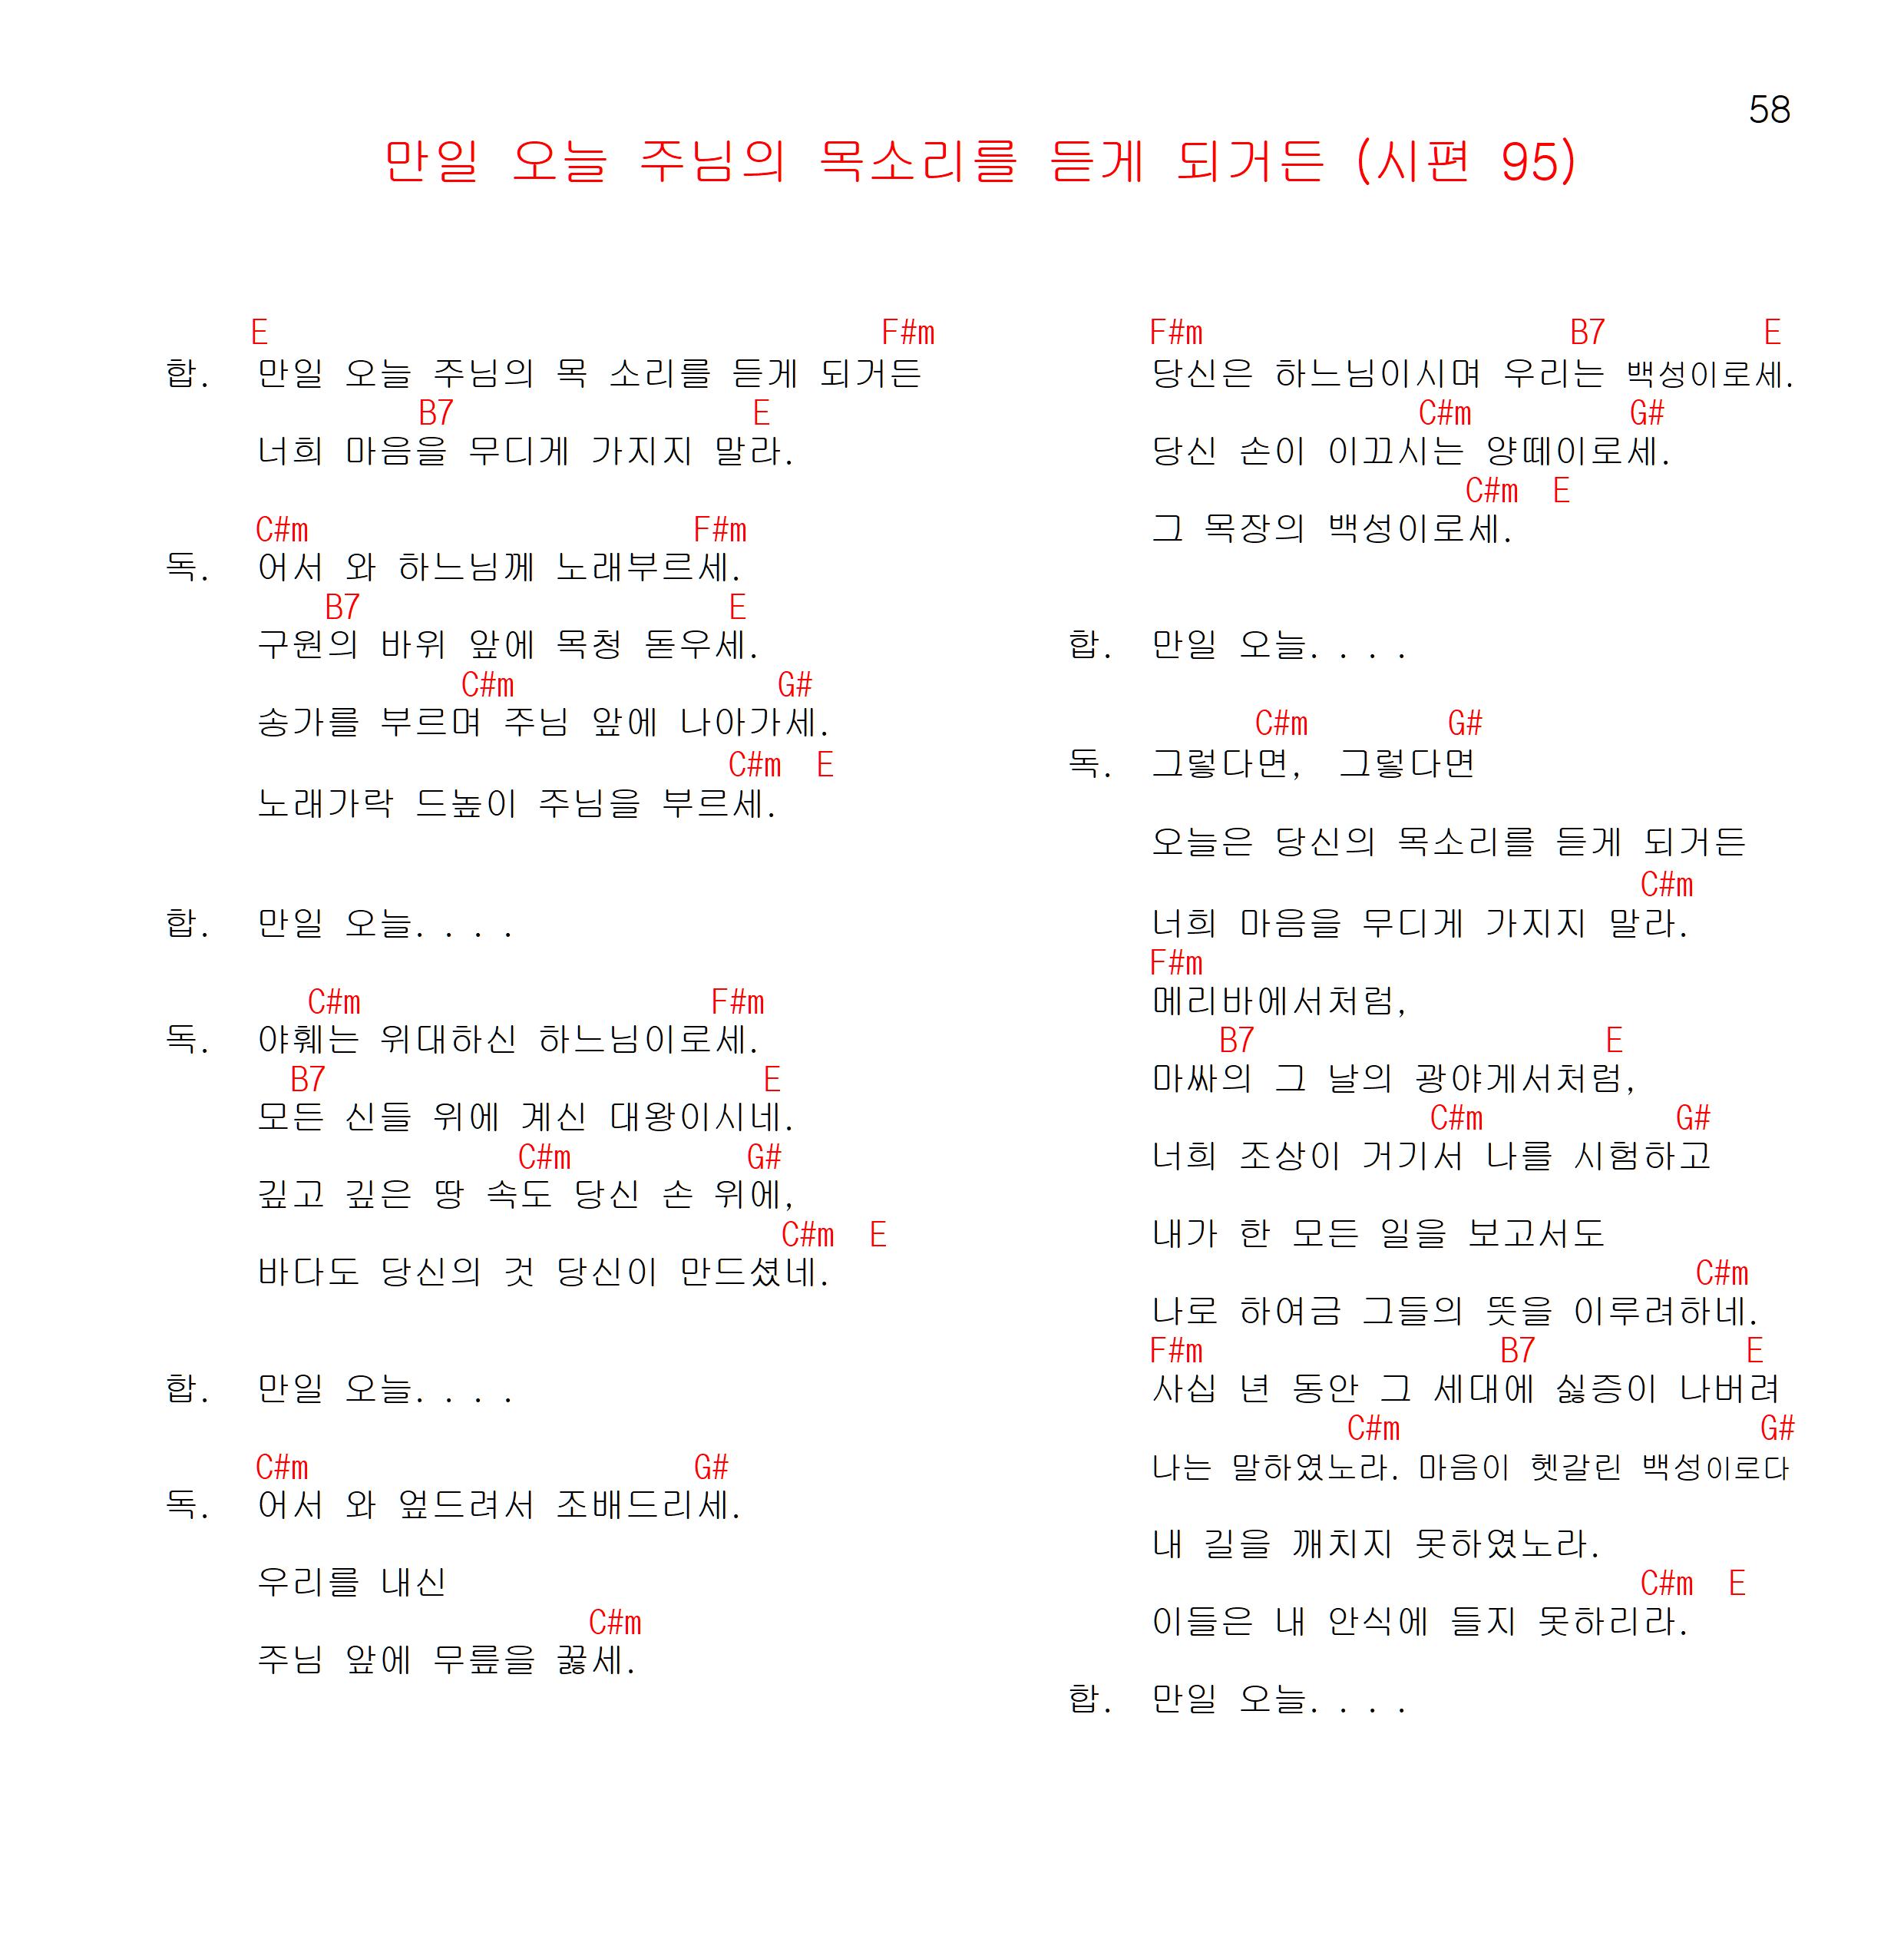 58
만일 오늘 주님의 목소리를 듣게 되거든 (시편 95)
E F#m
합. 만일 오늘 주님의 목 소리를 듣게 되거든
B7 E
너희 마음을 무디게 가지지 말라.
C#m F#m
독. 어서 와 하느님께 노래부르세.
B7 E
구원의 바위 앞에 목청 돋우세.
C#m G#
송가를 부르며 주님 앞에 나아가세.
C#m E
노래가락 드높이 주님을 부르세.
합. 만일 오늘. . . .
C#m F#m
독. 야훼는 위대하신 하느님이로세.
B7 E
모든 신들 위에 계신 대왕이시네.
C#m G#
깊고 깊은 땅 속도 당신 손 위에,
C#m E
바다도 당신의 것 당신이 만드셨네.
합. 만일 오늘. . . .
C#m G#
독. 어서 와 엎드려서 조배드리세.
우리를 내신
C#m
주님 앞에 무릎을 꿇세.
F#m B7 E
당신은 하느님이시며 우리는 백성이로세.
C#m G#
당신 손이 이끄시는 양떼이로세.
C#m E
그 목장의 백성이로세.
합. 만일 오늘. . . .
C#m G#
독. 그렇다면, 그렇다면
오늘은 당신의 목소리를 듣게 되거든
C#m
너희 마음을 무디게 가지지 말라.
F#m
메리바에서처럼,
B7 E
마싸의 그 날의 광야게서처럼,
C#m G#
너희 조상이 거기서 나를 시험하고
내가 한 모든 일을 보고서도
C#m
나로 하여금 그들의 뜻을 이루려하네.
F#m B7 E
사십 년 동안 그 세대에 싫증이 나버려
C#m G#
나는 말하였노라. 마음이 헷갈린 백성이로다
내 길을 깨치지 못하였노라.
C#m E
이들은 내 안식에 들지 못하리라.
합. 만일 오늘. . . .